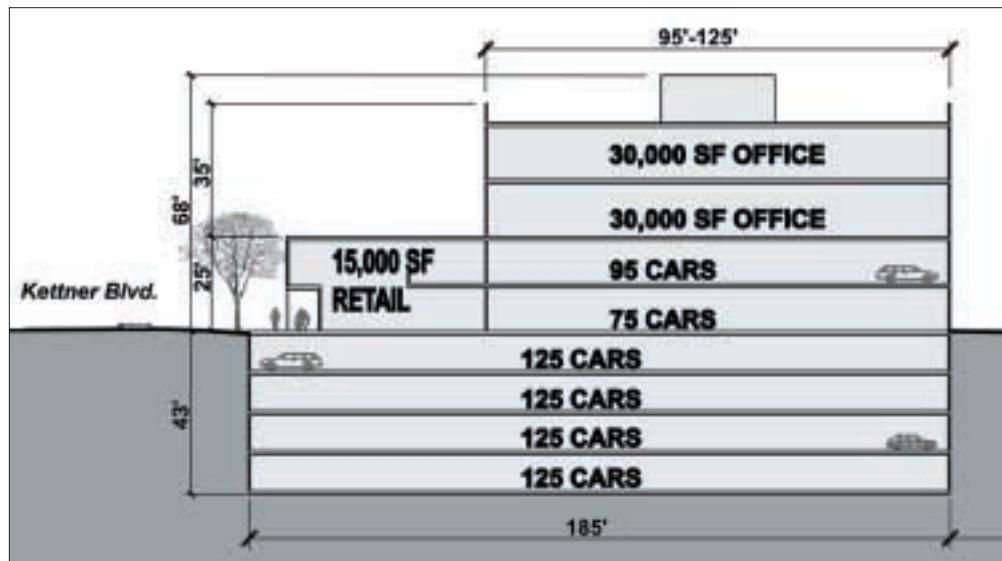 95'-125'
30,000 SF OFFICE
35'
68'
30,000 SF OFFICE
15,000 SF
RETAIL
95 CARS
25'
Kettner Blvd.
75 CARS
125 CARS
43'
125 CARS
125 CARS
125 CARS
185'